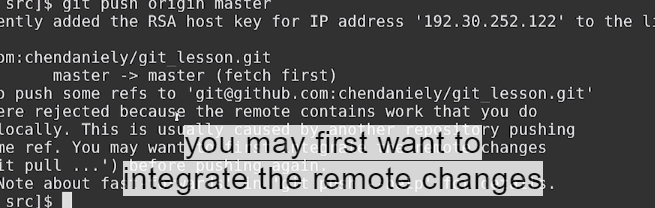 src]$ git push origin master
ently added the RSA host key for IP address '192.30.252.122' to the li
om:chendaniely/git_lesson.git
master -> master (fetch first)
o push some refs to 'git@github.com:chendaniely/git_lesson.git'
ere rejected because the remote contains work that you do
locally. This is usually caused by another repository pushing
me ref. You may want changes
it pull ...') before pushing again.
Note about fas
src]$
you may first want to
integrate the remote changes